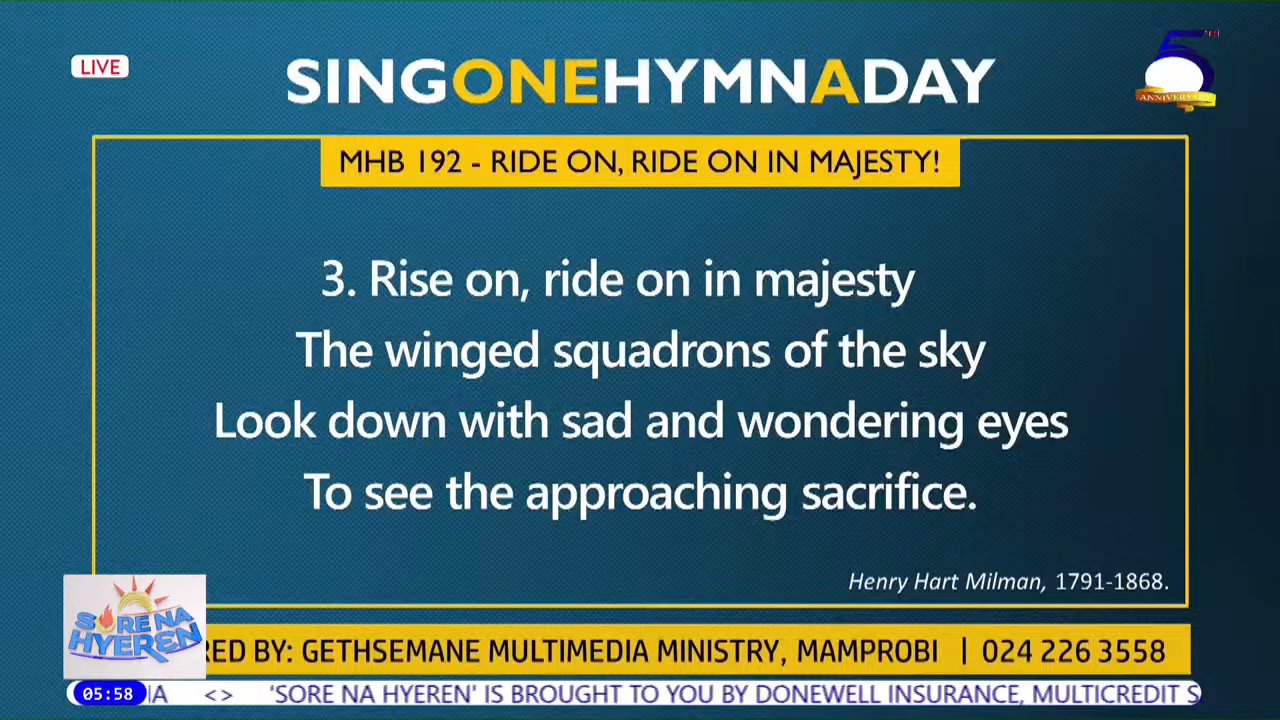 LIVE
SINGONEHYMNADAY
5TH
ANNIVERSARY
MHB 192 - RIDE ON, RIDE ON IN MAJESTY!
3. Rise on, ride on in majesty
The winged squadrons of the sky
Look down with sad and wondering eyes
To see the approaching sacrifice.
Henry Hart Milman, 1791-1868.
SORE NA
HYEREN
RED BY: GETHSEMANE MULTIMEDIA MINISTRY, MAMPROBI | 024 226 3558
05:58 IA <> 'SORE NA HYEREN' IS BROUGHT TO YOU BY DONEWELL INSURANCE, MULTICREDIT S